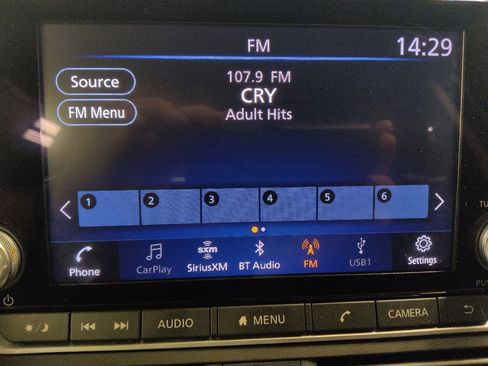 FM
14:29
Source
107.9 FM
CRY
FM Menu
Adult Hits
1 2 3 4 5 6
sxm
Phone
CarPlay
SiriusXM
BT Audio
FM
USB1
Settings
AUDIO
MENU
CAMERA